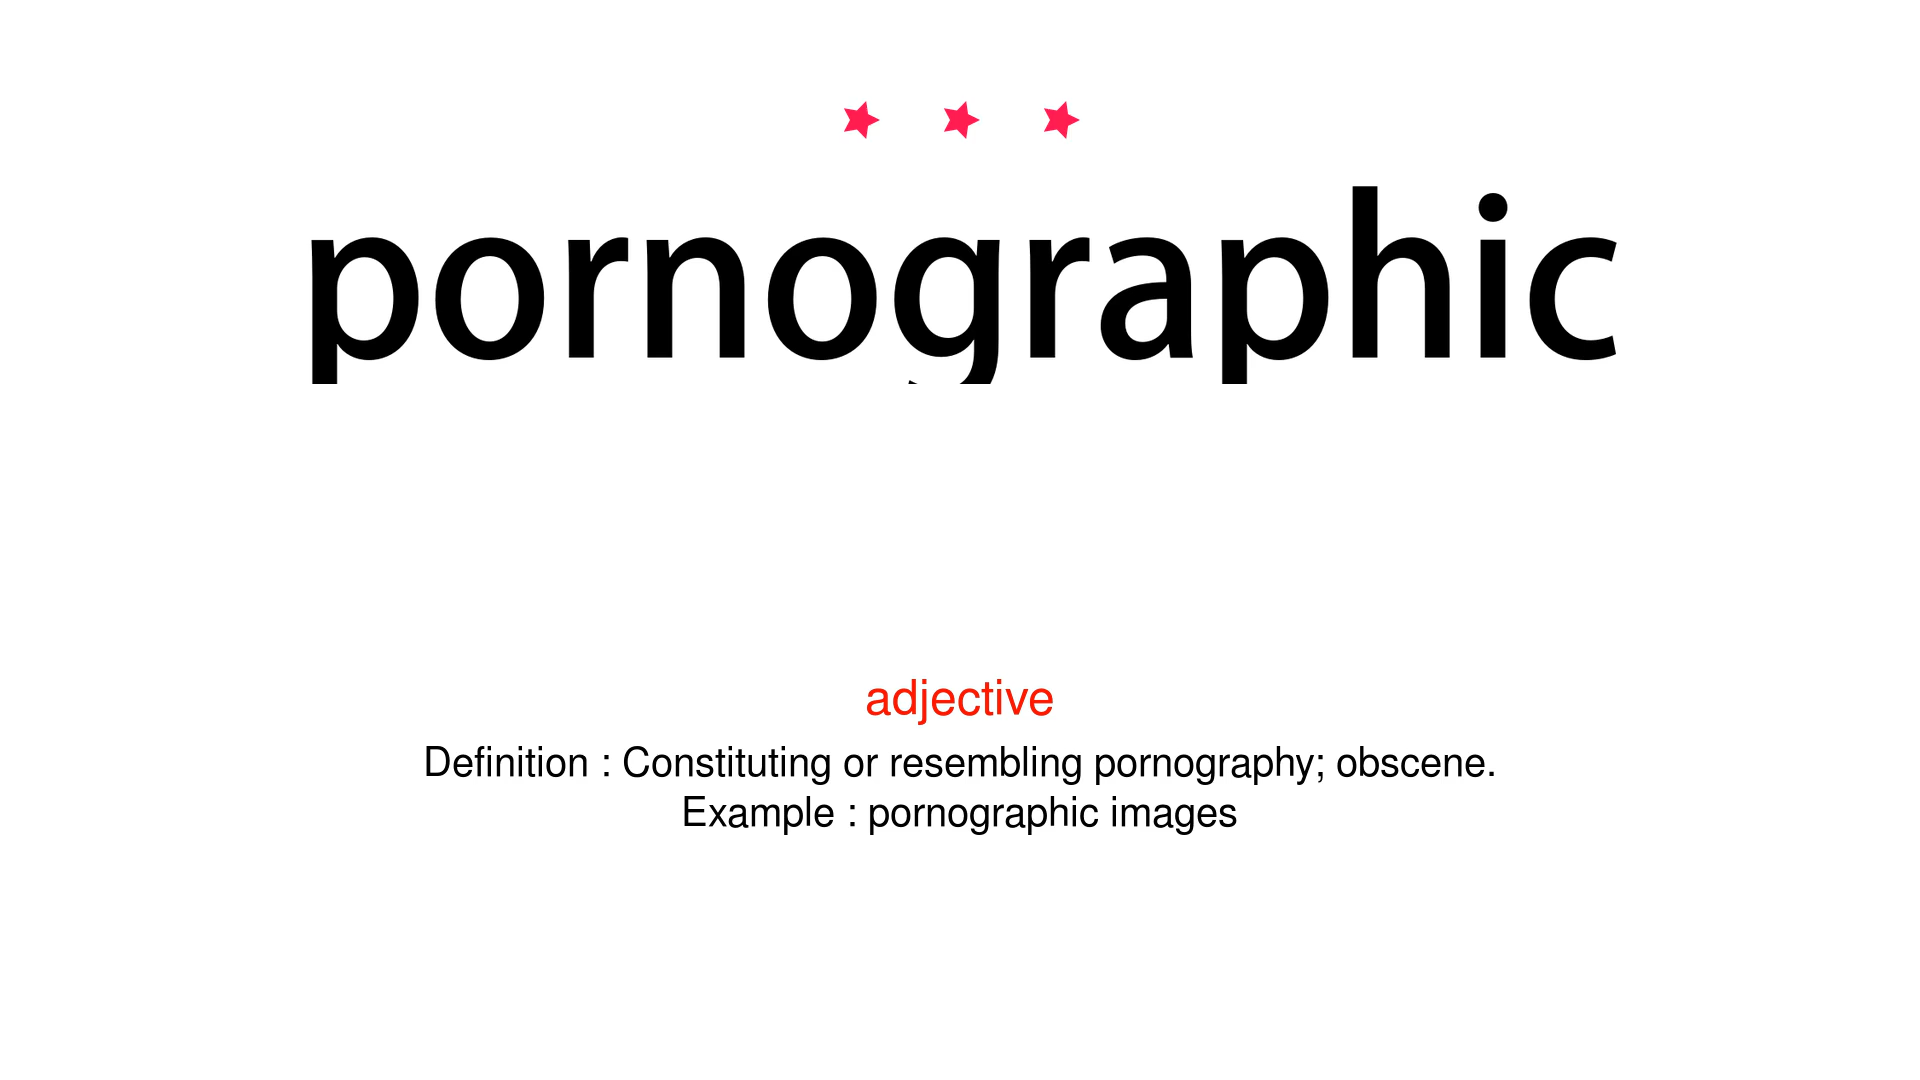 pornographic
adjective
Definition : Constituting or resembling pornography; obscene.
Example : pornographic images